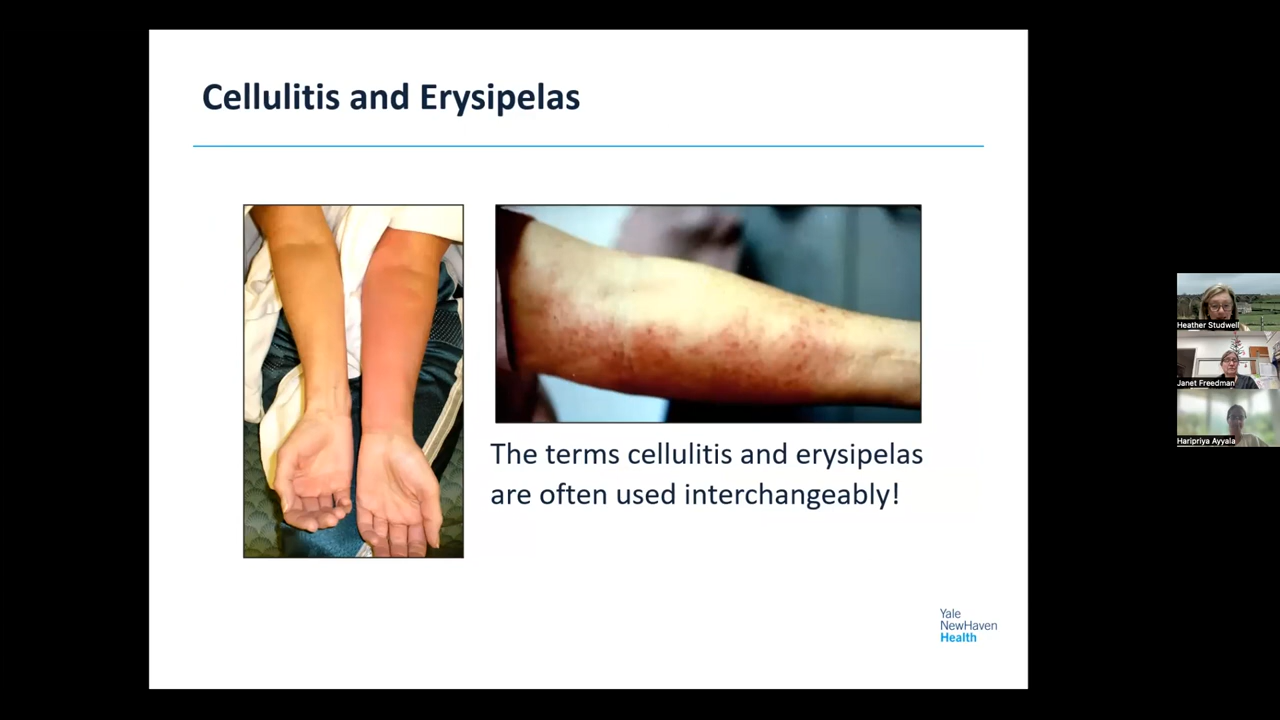 Cellulitis and Erysipelas
The terms cellulitis and erysipelas
are often used interchangeably!
Yale
NewHaven
Health
Heather Studwell
Janet Freedman
Haripriya Ayyala